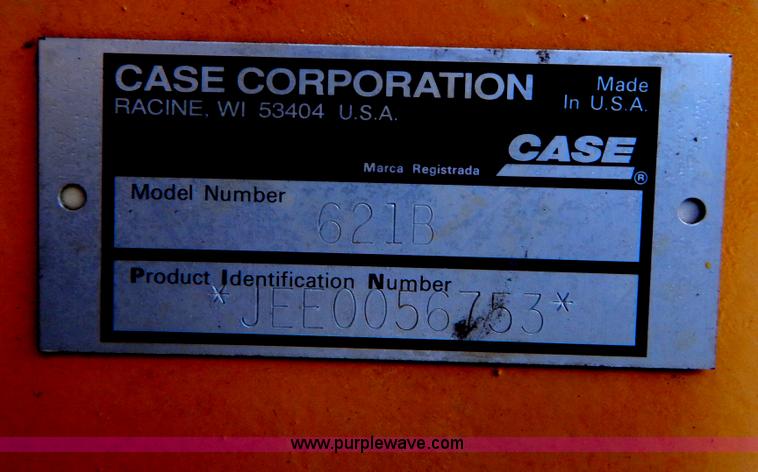 CASE CORPORATION
Made
In U.S.A.
RACINE, WI 53404 U.S.A.
CASE
Marca Registrada
®
Model Number
621B
Product Identification Number
*JEE0056753*
www.purplewave.com